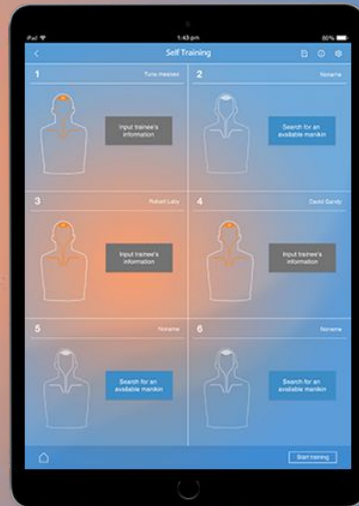 iPad
1:43 pm
80%
Self Training
1
2
Noname
Input trainee's
information
Search for an
available manikin
3
Robert Laby
4
David Gandy
Input trainee's
information
Input trainee's
information
5
Noname
6
Noname
Search for an
available manikin
Search for an
available manikin
Start training